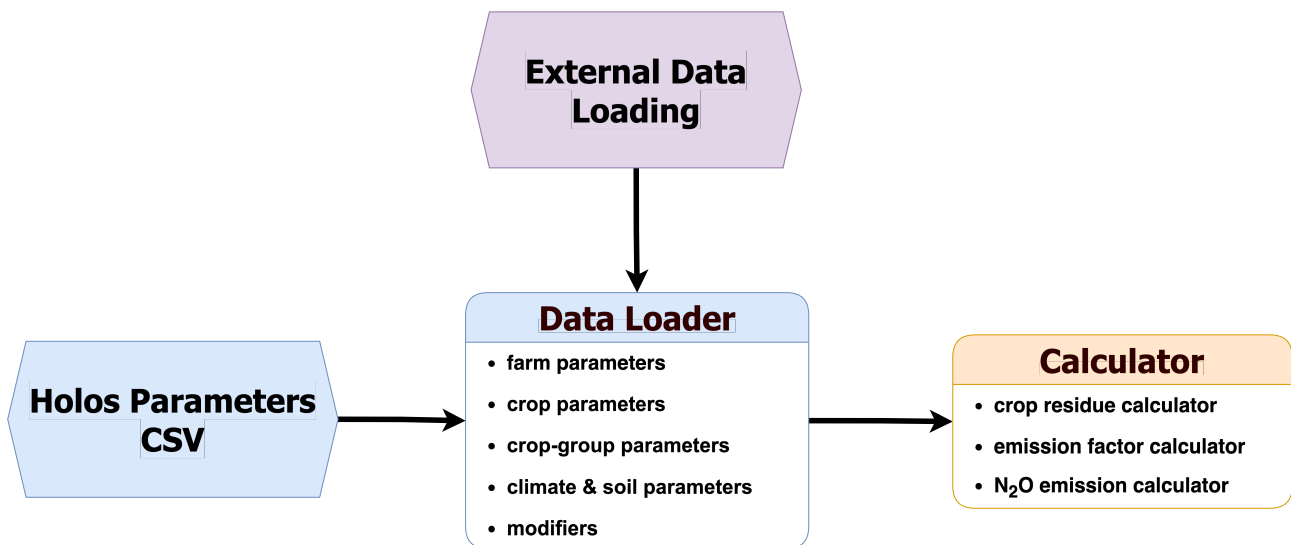 External Data
Loading
Data Loader
• farm parameters
• crop parameters
• crop-group parameters
• climate & soil parameters
• modifiers
Holos Parameters
CSV
Calculator
• crop residue calculator
• emission factor calculator
• N₂O emission calculator